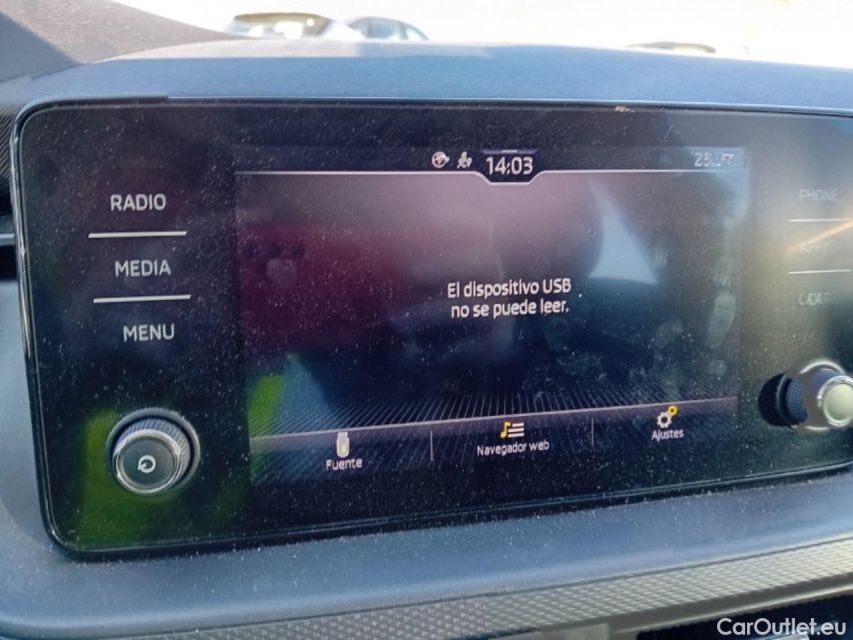 14:03
RADIO
PHONE
MEDIA
El dispositivo USB
no se puede leer.
MENU
Fuente
Navegador web
Ajustes
CarOutlet.eu